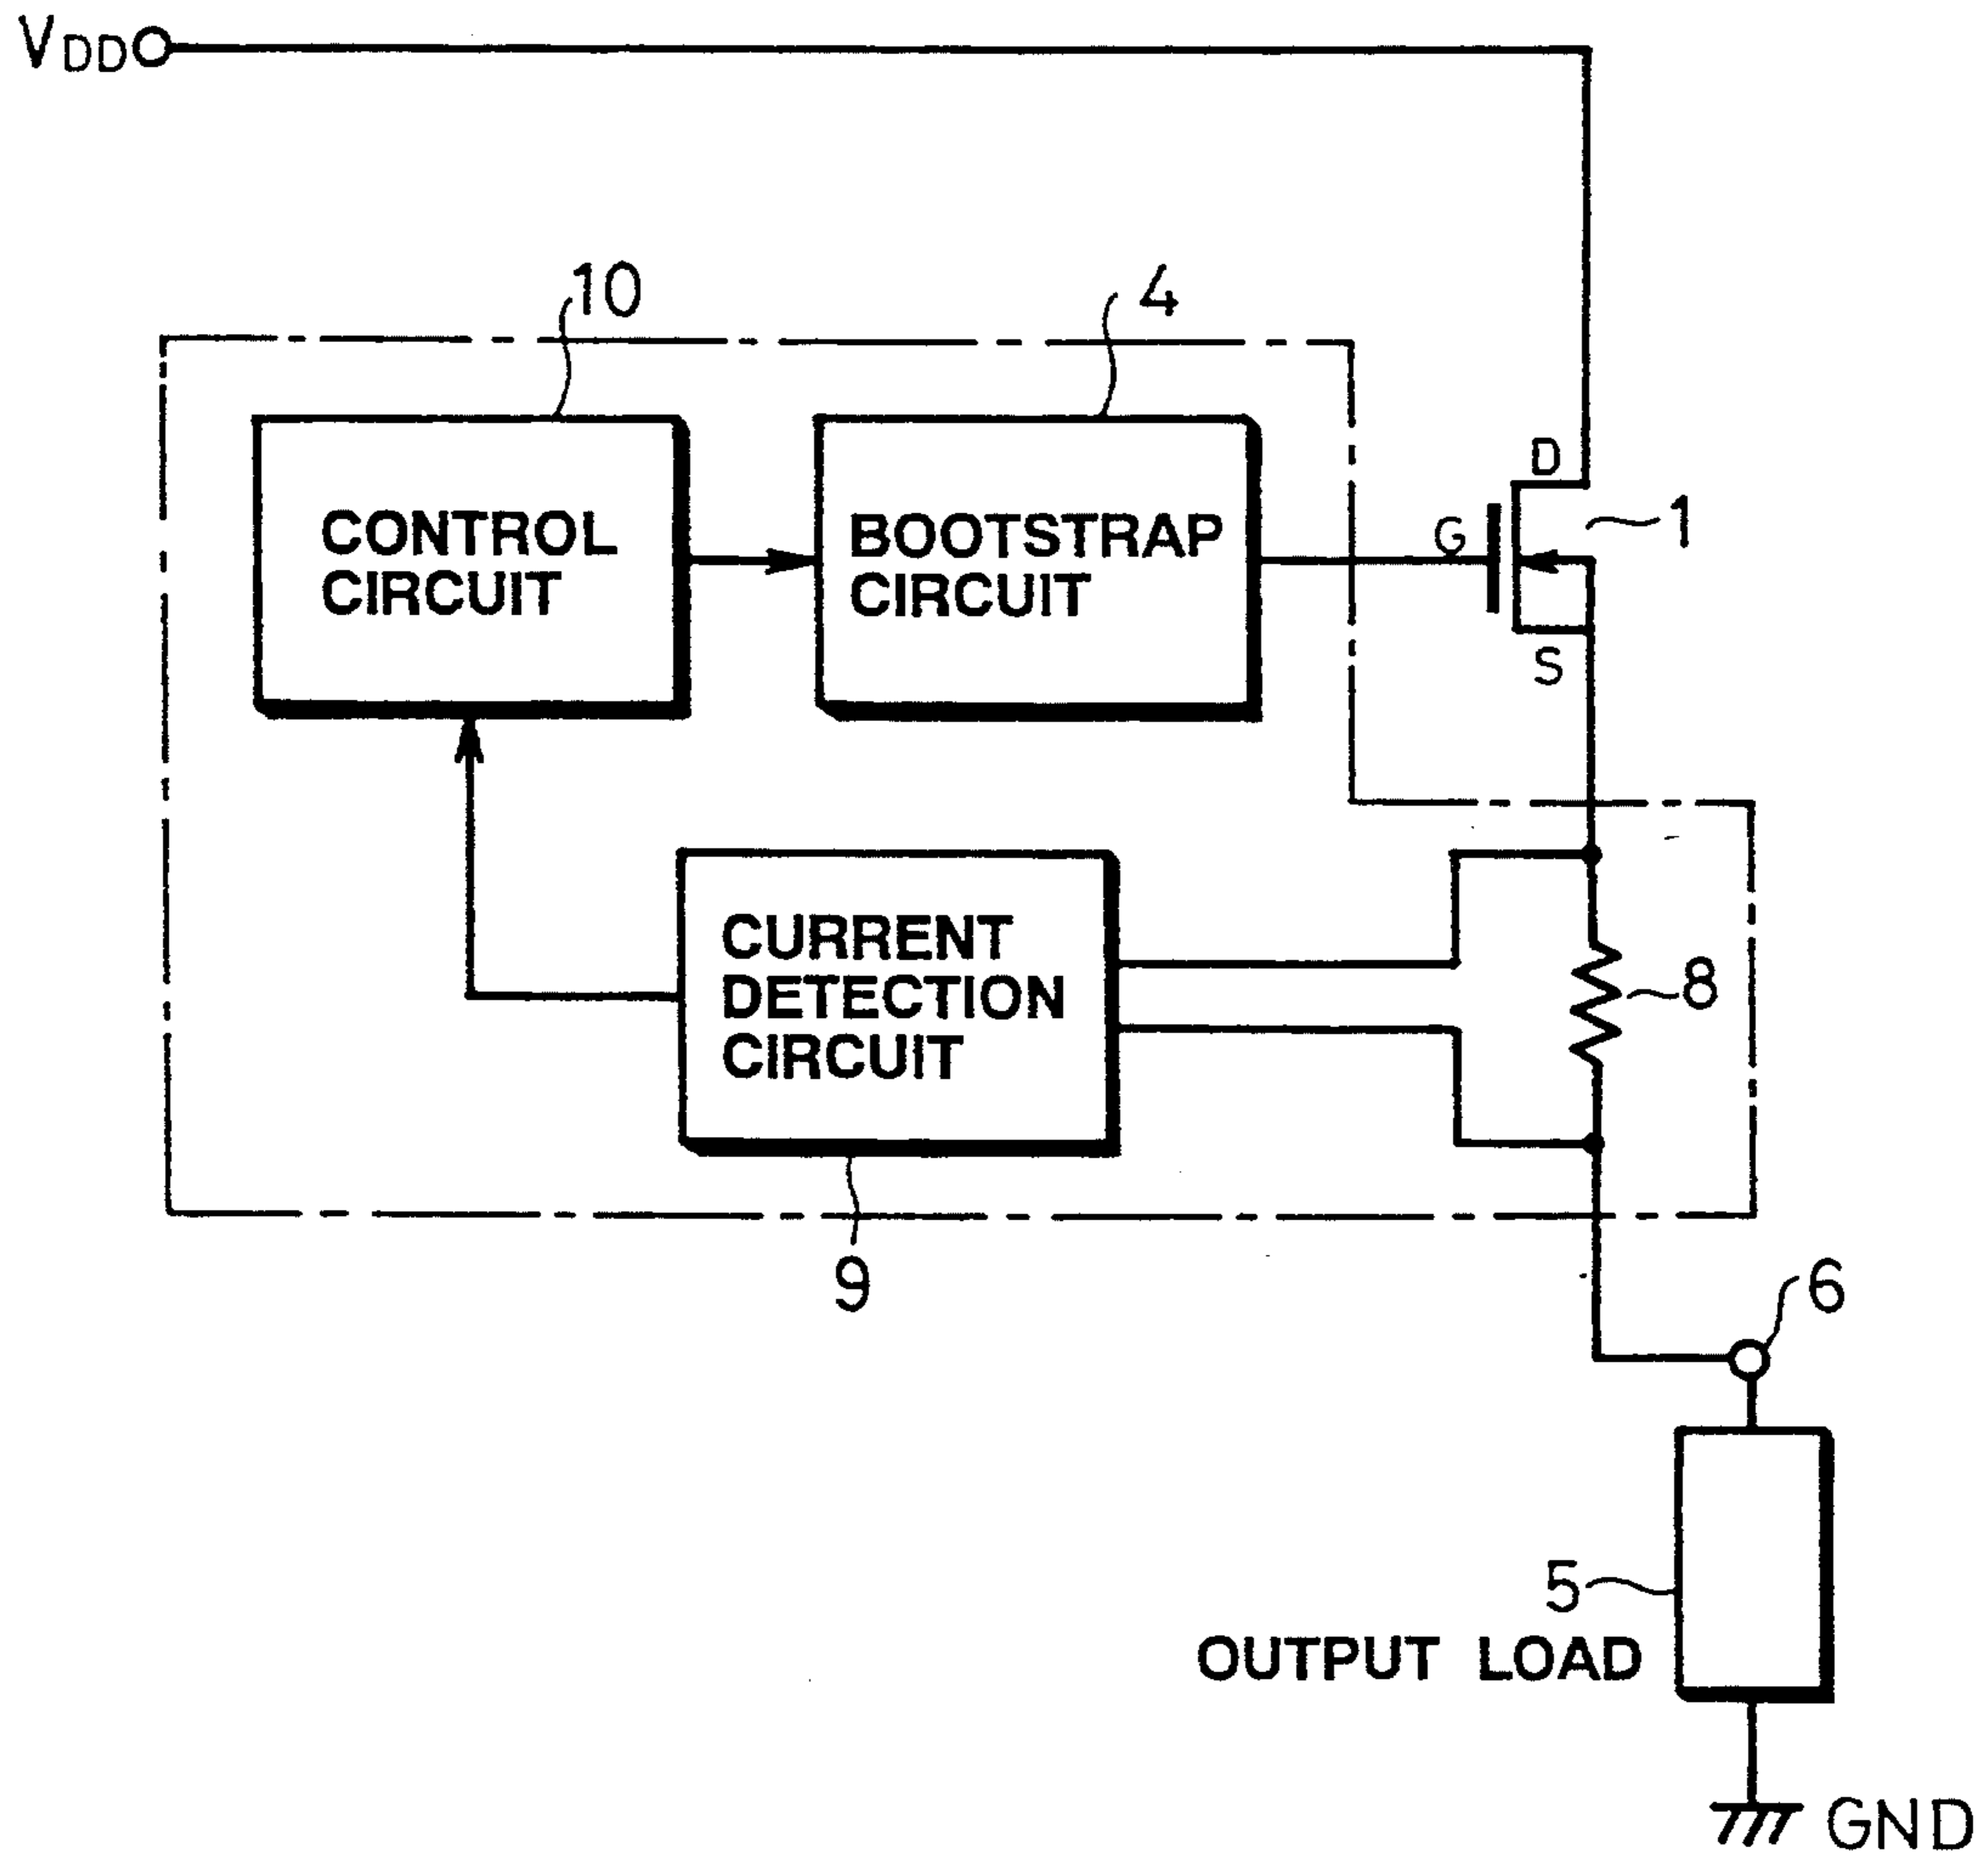 VDD
10
4
CONTROL
CIRCUIT
BOOTSTRAP
CIRCUIT
D
G
1
S
CURRENT
DETECTION
CIRCUIT
8
9
6
5
OUTPUT LOAD
GND